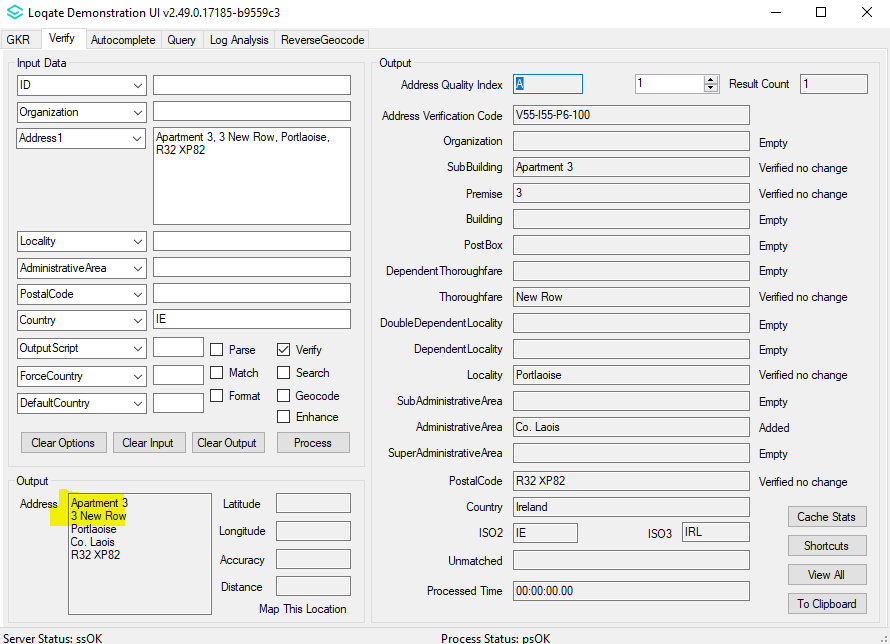 Loqate Demonstration UI v2.49.0.17185-b9559c3
GKR Verify Autocomplete Query Log Analysis ReverseGeocode
Input Data
ID
Organization
Address1 Apartment 3, 3 New Row, Portlaoise,
R32 XP82
Locality
AdministrativeArea
PostalCode
Country IE
OutputScript Parse Verify
ForceCountry Match Search
DefaultCountry Format Geocode
Enhance
Clear Options Clear Input Clear Output Process
Output
Address Apartment 3
3 New Row
Portlaoise
Co. Laois
R32 XP82
Latitude
Longitude
Accuracy
Distance
Map This Location
Output
Address Quality Index A 1 Result Count 1
Address Verification Code V55-I55-P6-100
Organization Empty
SubBuilding Apartment 3 Verified no change
Premise 3 Verified no change
Building Empty
PostBox Empty
DependentThoroughfare Empty
Thoroughfare New Row Verified no change
DoubleDependentLocality Empty
DependentLocality Empty
Locality Portlaoise Verified no change
SubAdministrativeArea Empty
AdministrativeArea Co. Laois Added
SuperAdministrativeArea Empty
PostalCode R32 XP82 Verified no change
Country Ireland
ISO2 IE ISO3 IRL
Unmatched
Processed Time 00:00:00.00
Cache Stats
Shortcuts
View All
To Clipboard
Server Status: ssOK Process Status: psOK